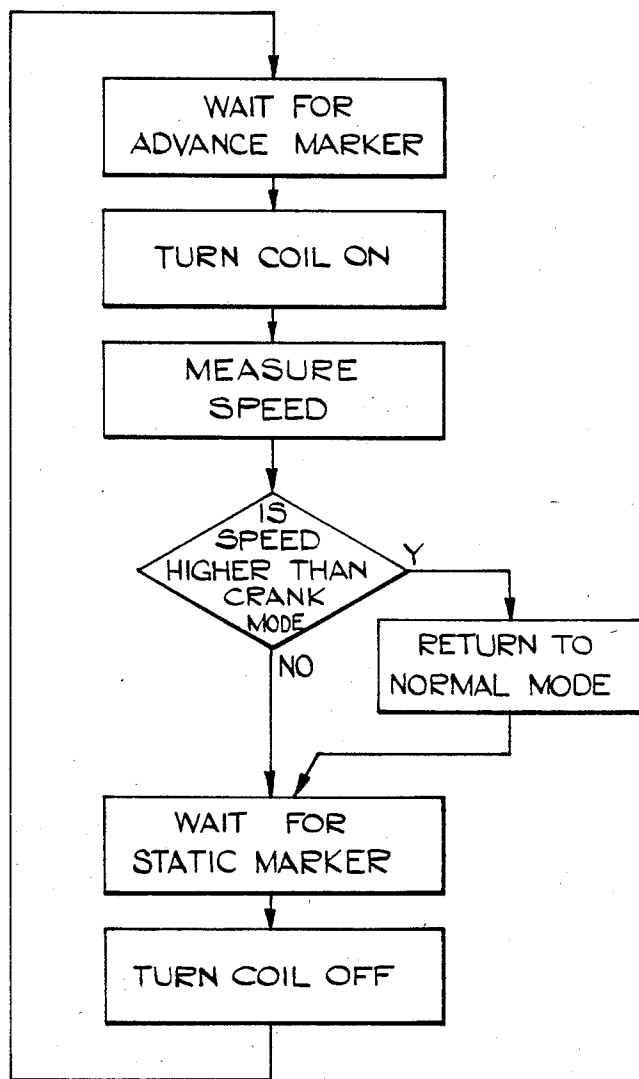 WAIT FOR
ADVANCE MARKER
TURN COIL ON
MEASURE
SPEED
IS
SPEED
HIGHER THAN
CRANK
MODE
Y
NO
RETURN TO
NORMAL MODE
WAIT FOR
STATIC MARKER
TURN COIL OFF